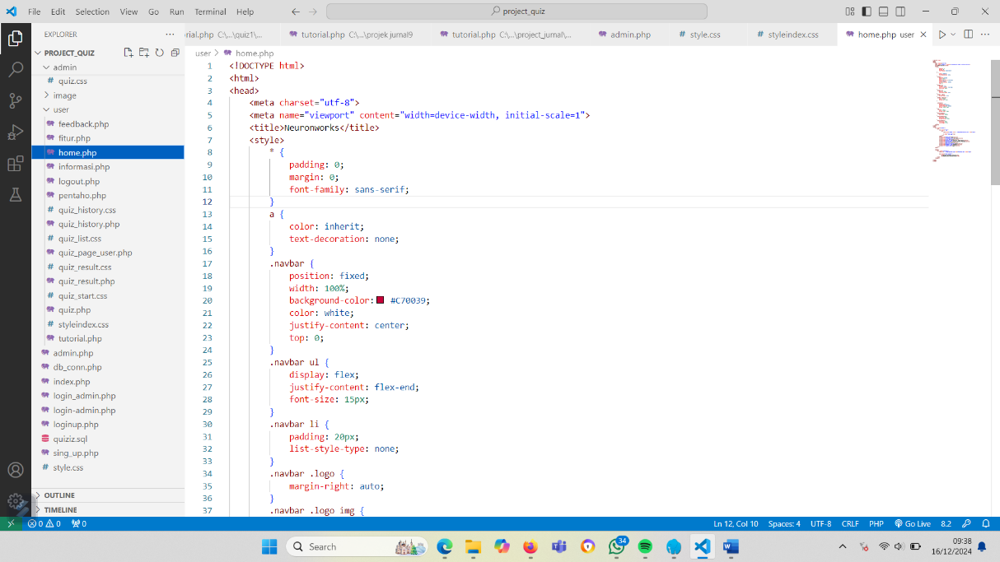 File Edit Selection View Go Run Terminal Help
project_quiz
EXPLORER
PROJECT_QUIZ
admin
# quiz.css
image
user
feedback.php
fitur.php
home.php
informasi.php
logout.php
pentaho.php
# quiz_history.css
quiz_history.php
# quiz_list.css
quiz_page_user.php
# quiz_result.css
quiz_result.php
# quiz_start.css
quiz.php
# styleindex.css
tutorial.php
admin.php
db_conn.php
index.php
login_admin.php
login-admin.php
loginup.php
quiziz.sql
sing_up.php
# style.css
OUTLINE
TIMELINE
rial.php C:\...\quiz1\...
tutorial.php C:\...\projek jurnal9
tutorial.php C:\...\project_jurnal\...
admin.php
# style.css
# styleindex.css
home.php user
user > home.php
1 <!DOCTYPE html>
2 <html>
3 <head>
4 <meta charset="utf-8">
5 <meta name="viewport" content="width=device-width, initial-scale=1">
6 <title>Neuronworks</title>
7 <style>
8 * {
9 padding: 0;
10 margin: 0;
11 font-family: sans-serif;
12 }
13 a {
14 color: inherit;
15 text-decoration: none;
16 }
17 .navbar {
18 position: fixed;
19 width: 100%;
20 background-color: #C70039;
21 color: white;
22 justify-content: center;
23 top: 0;
24 }
25 .navbar ul {
26 display: flex;
27 justify-content: flex-end;
28 font-size: 15px;
29 }
30 .navbar li {
31 padding: 20px;
32 list-style-type: none;
33 }
34 .navbar .logo {
35 margin-right: auto;
36 }
37 .navbar .logo img {
0 0 0
Ln 12, Col 10 Spaces: 4 UTF-8 CRLF PHP Go Live 8.2
Search
34
09:38
16/12/2024